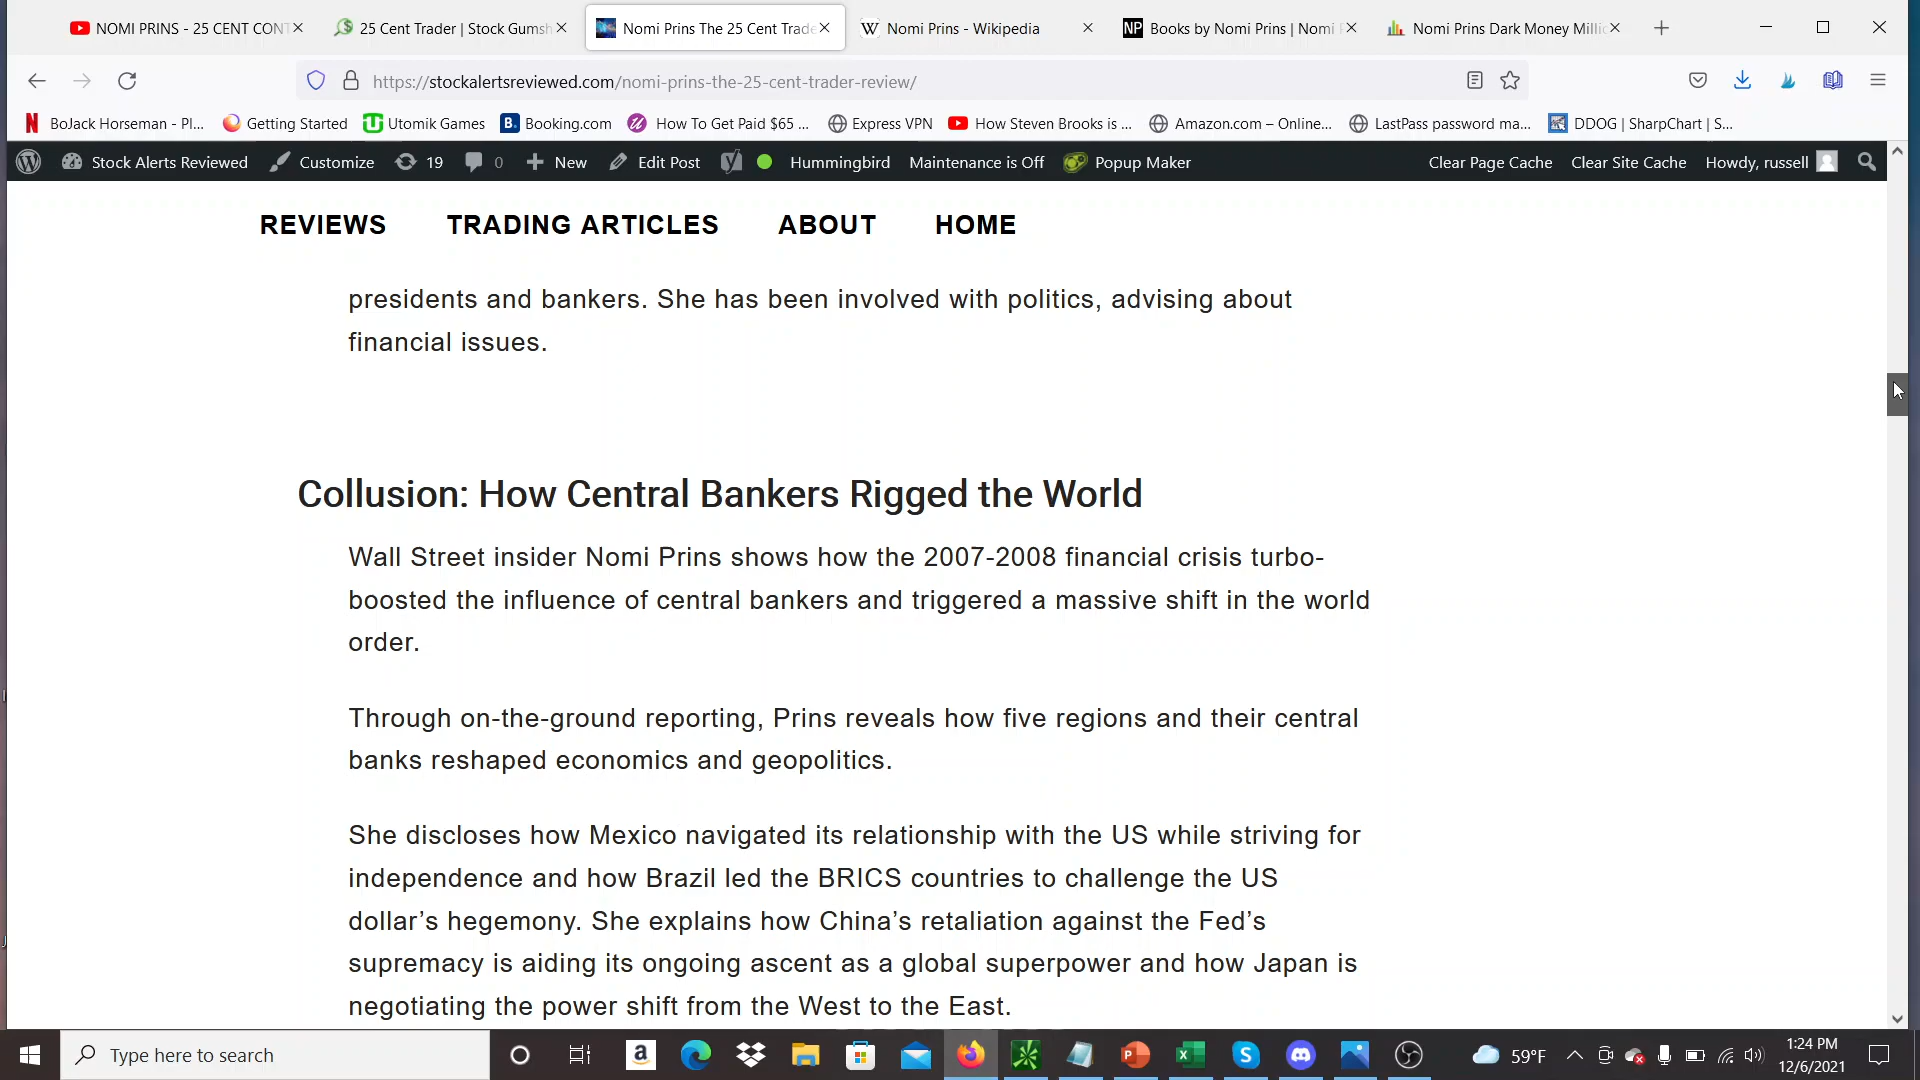 NOMI PRINS - 25 CENT CONT
25 Cent Trader | Stock Gumsh
Nomi Prins The 25 Cent Trade
Nomi Prins - Wikipedia
Books by Nomi Prins | Nomi P
Nomi Prins Dark Money Millic
https://stockalertsreviewed.com/nomi-prins-the-25-cent-trader-review/
BoJack Horseman - Pl...
Getting Started
Utomik Games
Booking.com
How To Get Paid $65 ...
Express VPN
How Steven Brooks is ...
Amazon.com – Online...
LastPass password ma...
DDOG | SharpChart | S...
Stock Alerts Reviewed
Customize
19
0
New
Edit Post
Hummingbird
Maintenance is Off
Popup Maker
Clear Page Cache
Clear Site Cache
Howdy, russell
REVIEWS
TRADING ARTICLES
ABOUT
HOME
presidents and bankers. She has been involved with politics, advising about
financial issues.
Collusion: How Central Bankers Rigged the World
Wall Street insider Nomi Prins shows how the 2007-2008 financial crisis turbo-
boosted the influence of central bankers and triggered a massive shift in the world
order.
Through on-the-ground reporting, Prins reveals how five regions and their central
banks reshaped economics and geopolitics.
She discloses how Mexico navigated its relationship with the US while striving for
independence and how Brazil led the BRICS countries to challenge the US
dollar’s hegemony. She explains how China’s retaliation against the Fed’s
supremacy is aiding its ongoing ascent as a global superpower and how Japan is
negotiating the power shift from the West to the East.
Type here to search
59°F
1:24 PM
12/6/2021